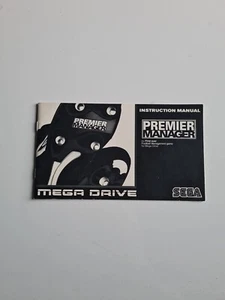 INSTRUCTION MANUAL
PREMIER
MANAGER
PREMIER
MANAGER
MEGA DRIVE
SEGA